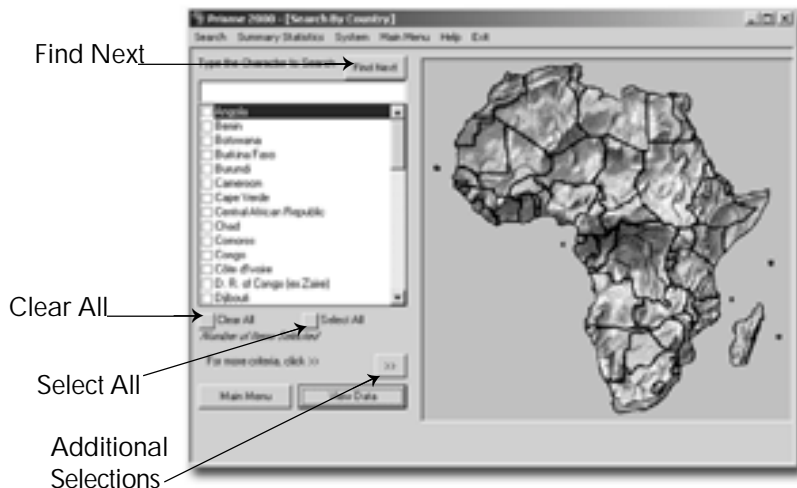 Prisme 2000 - [Search By Country]
Search Summary Statistics System Main Menu Help Exit
Find Next
Type the Character to Search
Find Next
Angola
Benin
Botswana
Burkina Faso
Burundi
Cameroon
Cape Verde
Central African Republic
Chad
Comoros
Congo
Côte d'Ivoire
D. R. of Congo (ex Zaire)
Djibouti
Clear All
Clear All
Select All
Number of Items Selected
For more criteria, click >>
>>
Select All
Main Menu
View Data
Additional
Selections